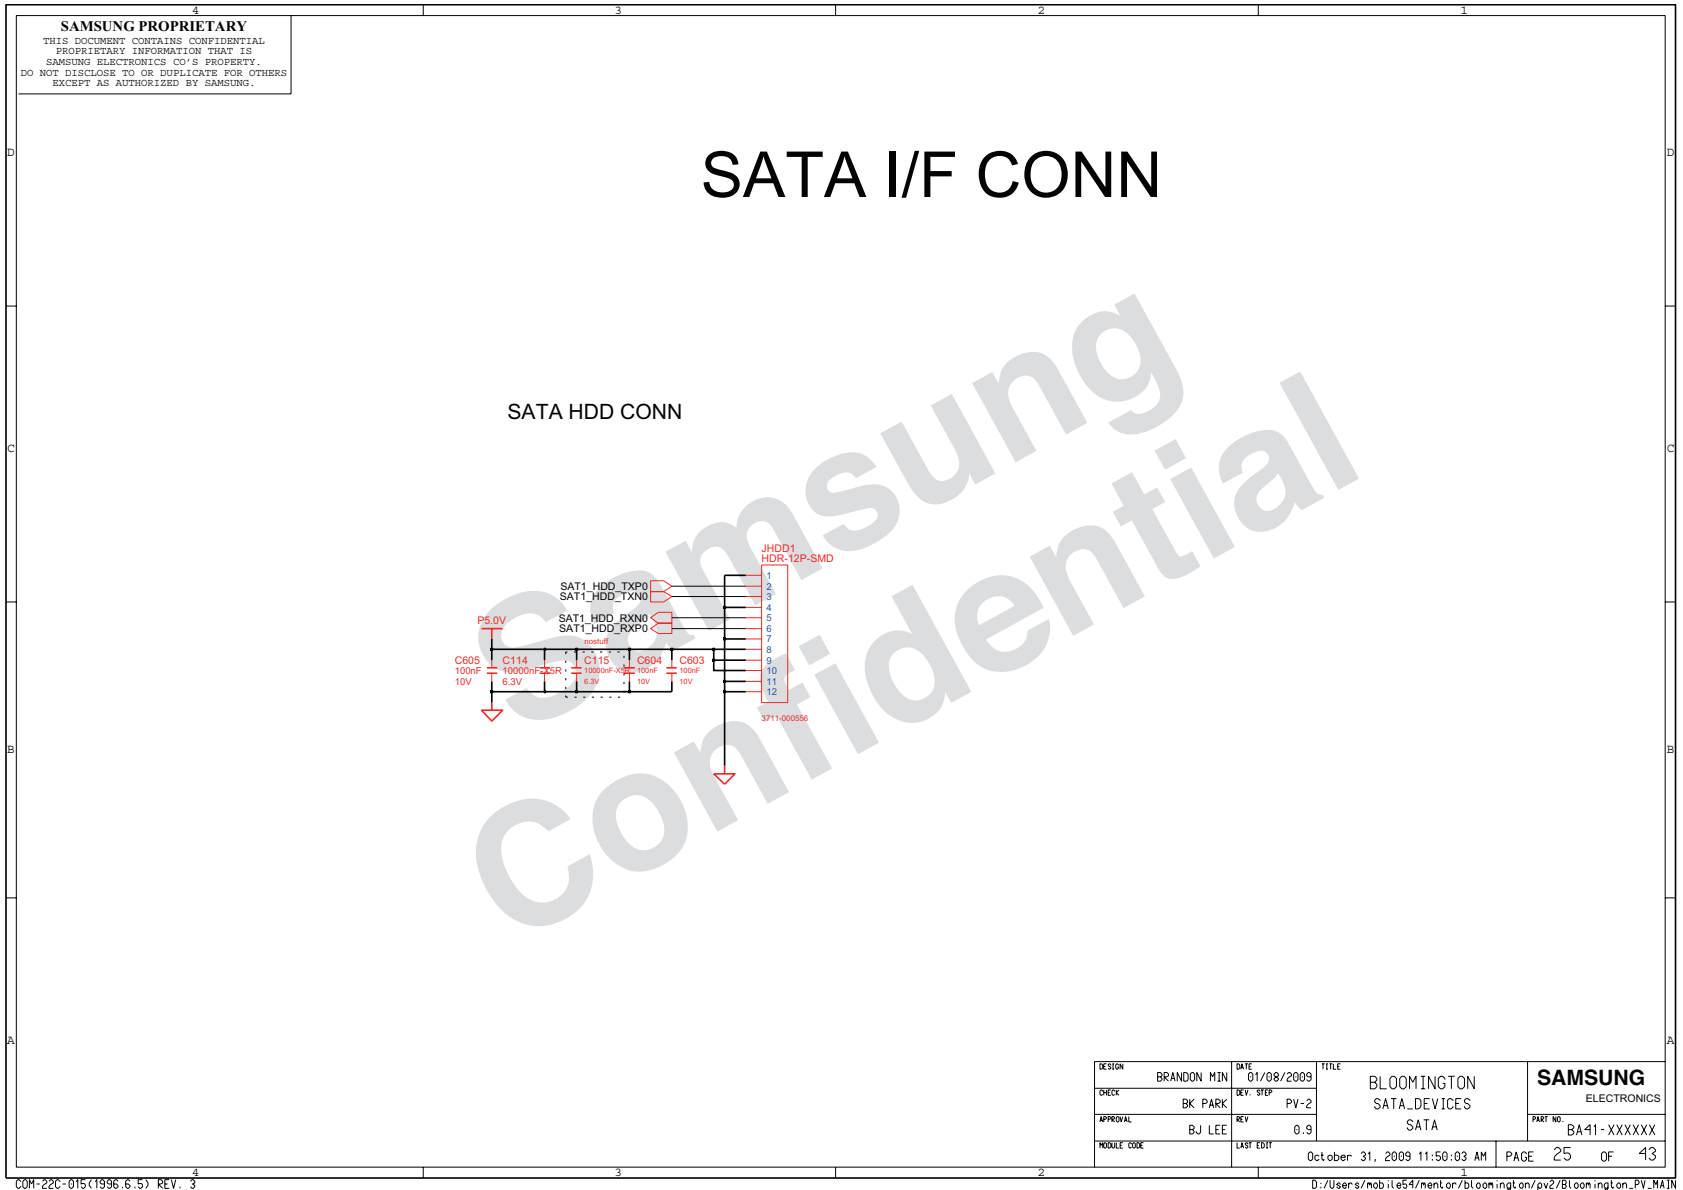 4 3 2 1
SAMSUNG PROPRIETARY
THIS DOCUMENT CONTAINS CONFIDENTIAL
PROPRIETARY INFORMATION THAT IS
SAMSUNG ELECTRONICS CO'S PROPERTY.
DO NOT DISCLOSE TO OR DUPLICATE FOR OTHERS
EXCEPT AS AUTHORIZED BY SAMSUNG.
D D
SATA I/F CONN
Samsung
Confidential
SATA HDD CONN
C C
JHDD1
HDR-12P-SMD
1
SAT1_HDD_TXP0 2
SAT1_HDD_TXN0 3
4
SAT1_HDD_RXN0 5
SAT1_HDD_RXP0 6
P5.0V
nostuff
7
8
9
10
11
12
C605
100nF
10V
C114
10000nF-X5R
6.3V
C115
10000nF-X5R
6.3V
C604
100nF
10V
C603
100nF
10V
3711-000556
B B
A A
DESIGN BRANDON MIN DATE 01/08/2009 TITLE BLOOMINGTON SAMSUNG
ELECTRONICS
CHECK BK PARK DEV. STEP PV-2 SATA_DEVICES
APPROVAL BJ LEE REV 0.9 SATA PART NO. BA41-XXXXXX
MODULE CODE LAST EDIT October 31, 2009 11:50:03 AM PAGE 25 OF 43
4 3 2 1
COM-22C-015(1996.6.5) REV. 3 D:/Users/mobile54/mentor/bloomington/pv2/Bloomington_PV_MAIN